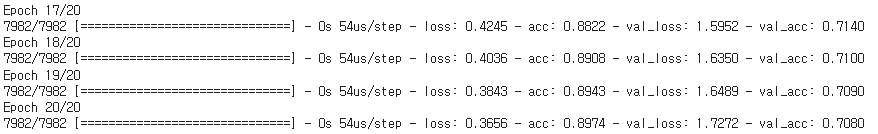 Epoch 17/20
7982/7982 [==============================] - 0s 54us/step - loss: 0.4245 - acc: 0.8822 - val_loss: 1.5952 - val_acc: 0.7140
Epoch 18/20
7982/7982 [==============================] - 0s 54us/step - loss: 0.4036 - acc: 0.8908 - val_loss: 1.6350 - val_acc: 0.7100
Epoch 19/20
7982/7982 [==============================] - 0s 54us/step - loss: 0.3843 - acc: 0.8943 - val_loss: 1.6489 - val_acc: 0.7090
Epoch 20/20
7982/7982 [==============================] - 0s 54us/step - loss: 0.3656 - acc: 0.8974 - val_loss: 1.7272 - val_acc: 0.7080